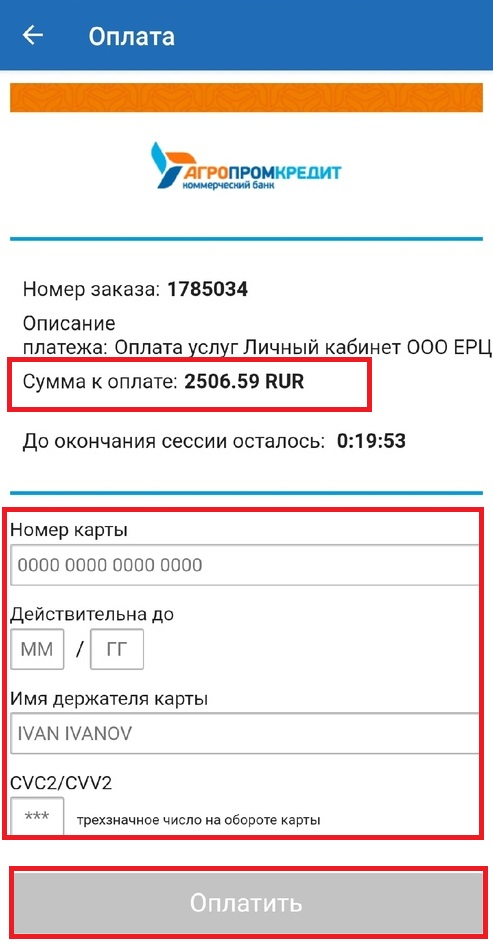 Оплата
АГРОПРОМКРЕДИТ
коммерческий банк
Номер заказа: 1785034
Описание
платежа: Оплата услуг Личный кабинет ООО ЕРЦ
Сумма к оплате: 2506.59 RUR
До окончания сессии осталось: 0:19:53
Номер карты
0000 0000 0000 0000
Действительна до
ММ / ГГ
Имя держателя карты
IVAN IVANOV
CVC2/CVV2
*** трехзначное число на обороте карты
Оплатить